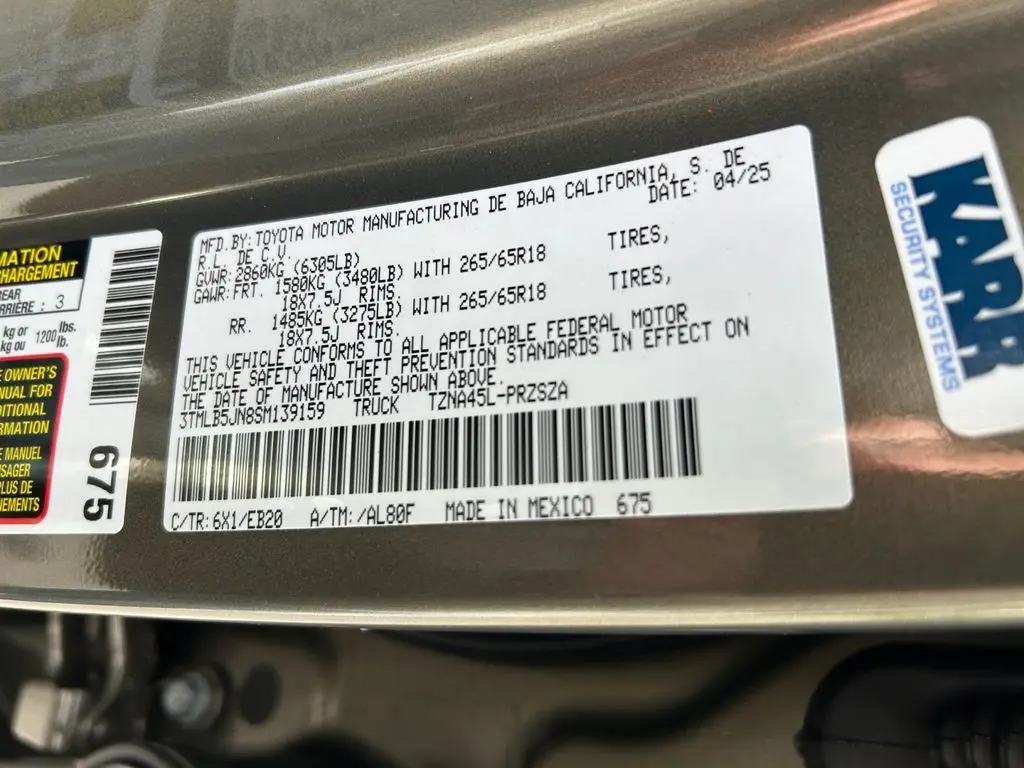 MATION
CHARGEMENT
REAR
RRIÈRE : 3
kg or 1200 lbs.
kg ou lb.
E OWNER'S
NUAL FOR
DITIONAL
RMATION
E MANUEL
SAGER
PLUS DE
NEMENTS
675
MFD. BY: TOYOTA MOTOR MANUFACTURING DE BAJA CALIFORNIA, S. DE
R.L. DE C.V. DATE: 04/25
GVWR: 2860KG (6305LB)
GAWR: FRT. 1580KG (3480LB) WITH 265/65R18 TIRES,
18X7.5J RIMS.
RR. 1485KG (3275LB) WITH 265/65R18 TIRES,
18X7.5J RIMS.
THIS VEHICLE CONFORMS TO ALL APPLICABLE FEDERAL MOTOR
VEHICLE SAFETY AND THEFT PREVENTION STANDARDS IN EFFECT ON
THE DATE OF MANUFACTURE SHOWN ABOVE.
3TMLB5JN8SM139159 TRUCK TZNA45L-PRZSZA
C/TR: 6X1/EB20 A/TM: /AL80F MADE IN MEXICO 675
KARR
SECURITY SYSTEMS